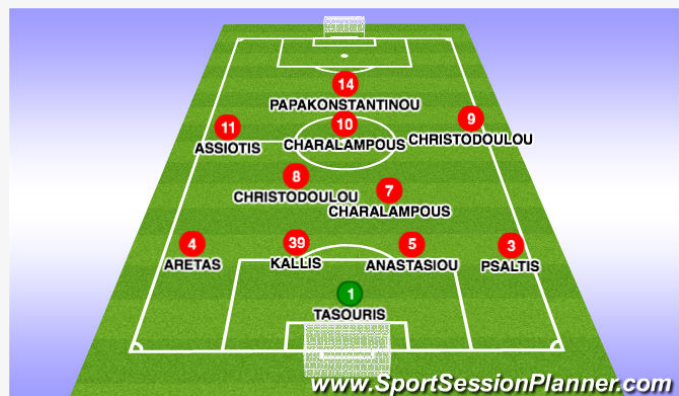 14
PAPAKONSTANTINOU
11
ASSIOTIS
10
CHARALAMPOUS
9
CHRISTODOULOU
8
CHRISTODOULOU
7
CHARALAMPOUS
4
ARETAS
39
KALLIS
5
ANASTASIOU
3
PSALTIS
1
TASOURIS
www.SportSessionPlanner.com